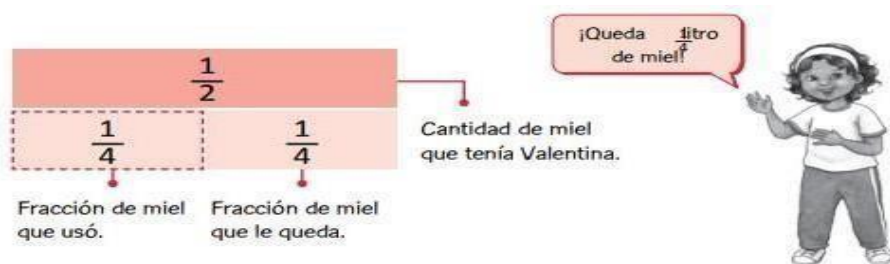 ¡Queda 1/4 litro
de miel!
1/2
1/4 1/4
Cantidad de miel
que tenía Valentina.
Fracción de miel
que usó.
Fracción de miel
que le queda.